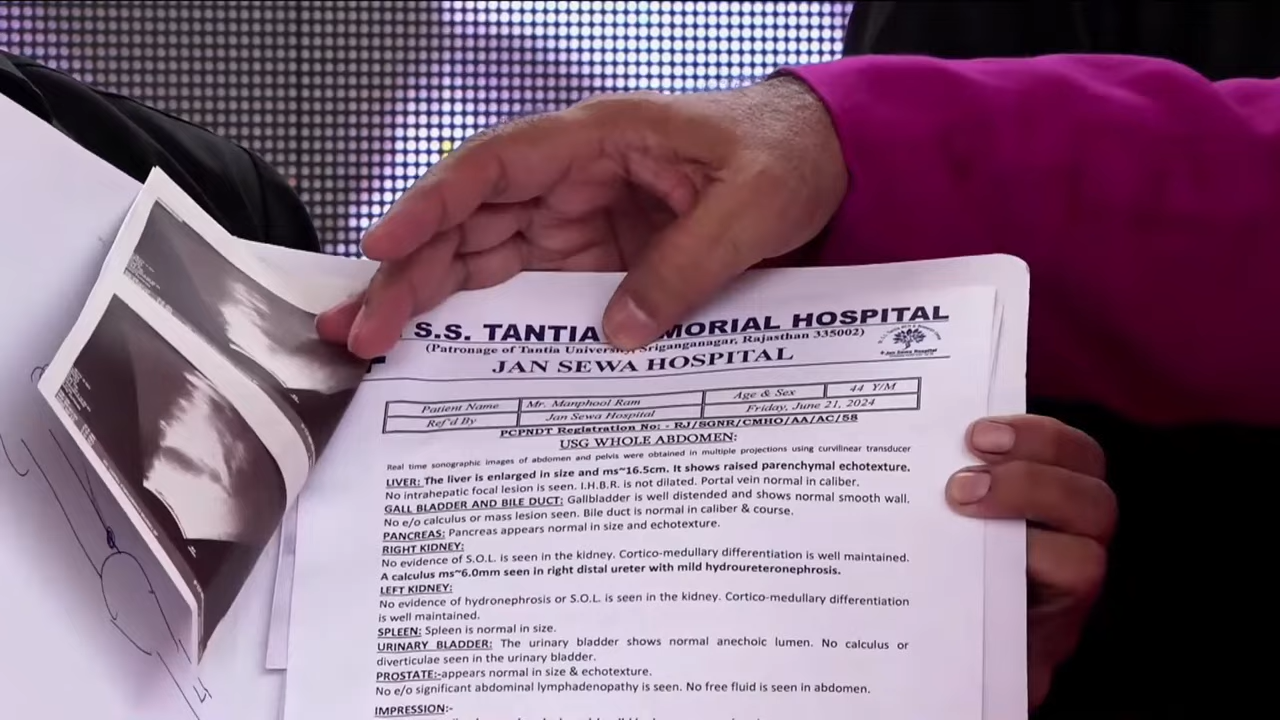 S.S. TANTIA MORIAL HOSPITAL
(Patronage of Tantia University, Sriganganagar, Rajasthan 335002)
JAN SEWA HOSPITAL
Jan Sewa Hospital
Patient Name Mr. Manphool Ram Age & Sex 44 Y/M
Ref'd By Jan Sewa Hospital Friday, June 21, 2024
PCPNDT Registration No: - RJ/SGNR/CMHO/AA/AC/58
USG WHOLE ABDOMEN:
Real time sonographic images of abdomen and pelvis were obtained in multiple projections using curvilinear transducer
LIVER: The liver is enlarged in size and ms~16.5cm. It shows raised parenchymal echotexture.
No intrahepatic focal lesion is seen. I.H.B.R. is not dilated. Portal vein normal in caliber.
GALL BLADDER AND BILE DUCT: Gallbladder is well distended and shows normal smooth wall.
No e/o calculus or mass lesion seen. Bile duct is normal in caliber & course.
PANCREAS: Pancreas appears normal in size and echotexture.
RIGHT KIDNEY:
No evidence of S.O.L. is seen in the kidney. Cortico-medullary differentiation is well maintained.
A calculus ms~6.0mm seen in right distal ureter with mild hydroureteronephrosis.
LEFT KIDNEY:
No evidence of hydronephrosis or S.O.L. is seen in the kidney. Cortico-medullary differentiation
is well maintained.
SPLEEN: Spleen is normal in size.
URINARY BLADDER: The urinary bladder shows normal anechoic lumen. No calculus or
diverticulae seen in the urinary bladder.
PROSTATE:-appears normal in size & echotexture.
No e/o significant abdominal lymphadenopathy is seen. No free fluid is seen in abdomen.
IMPRESSION:-